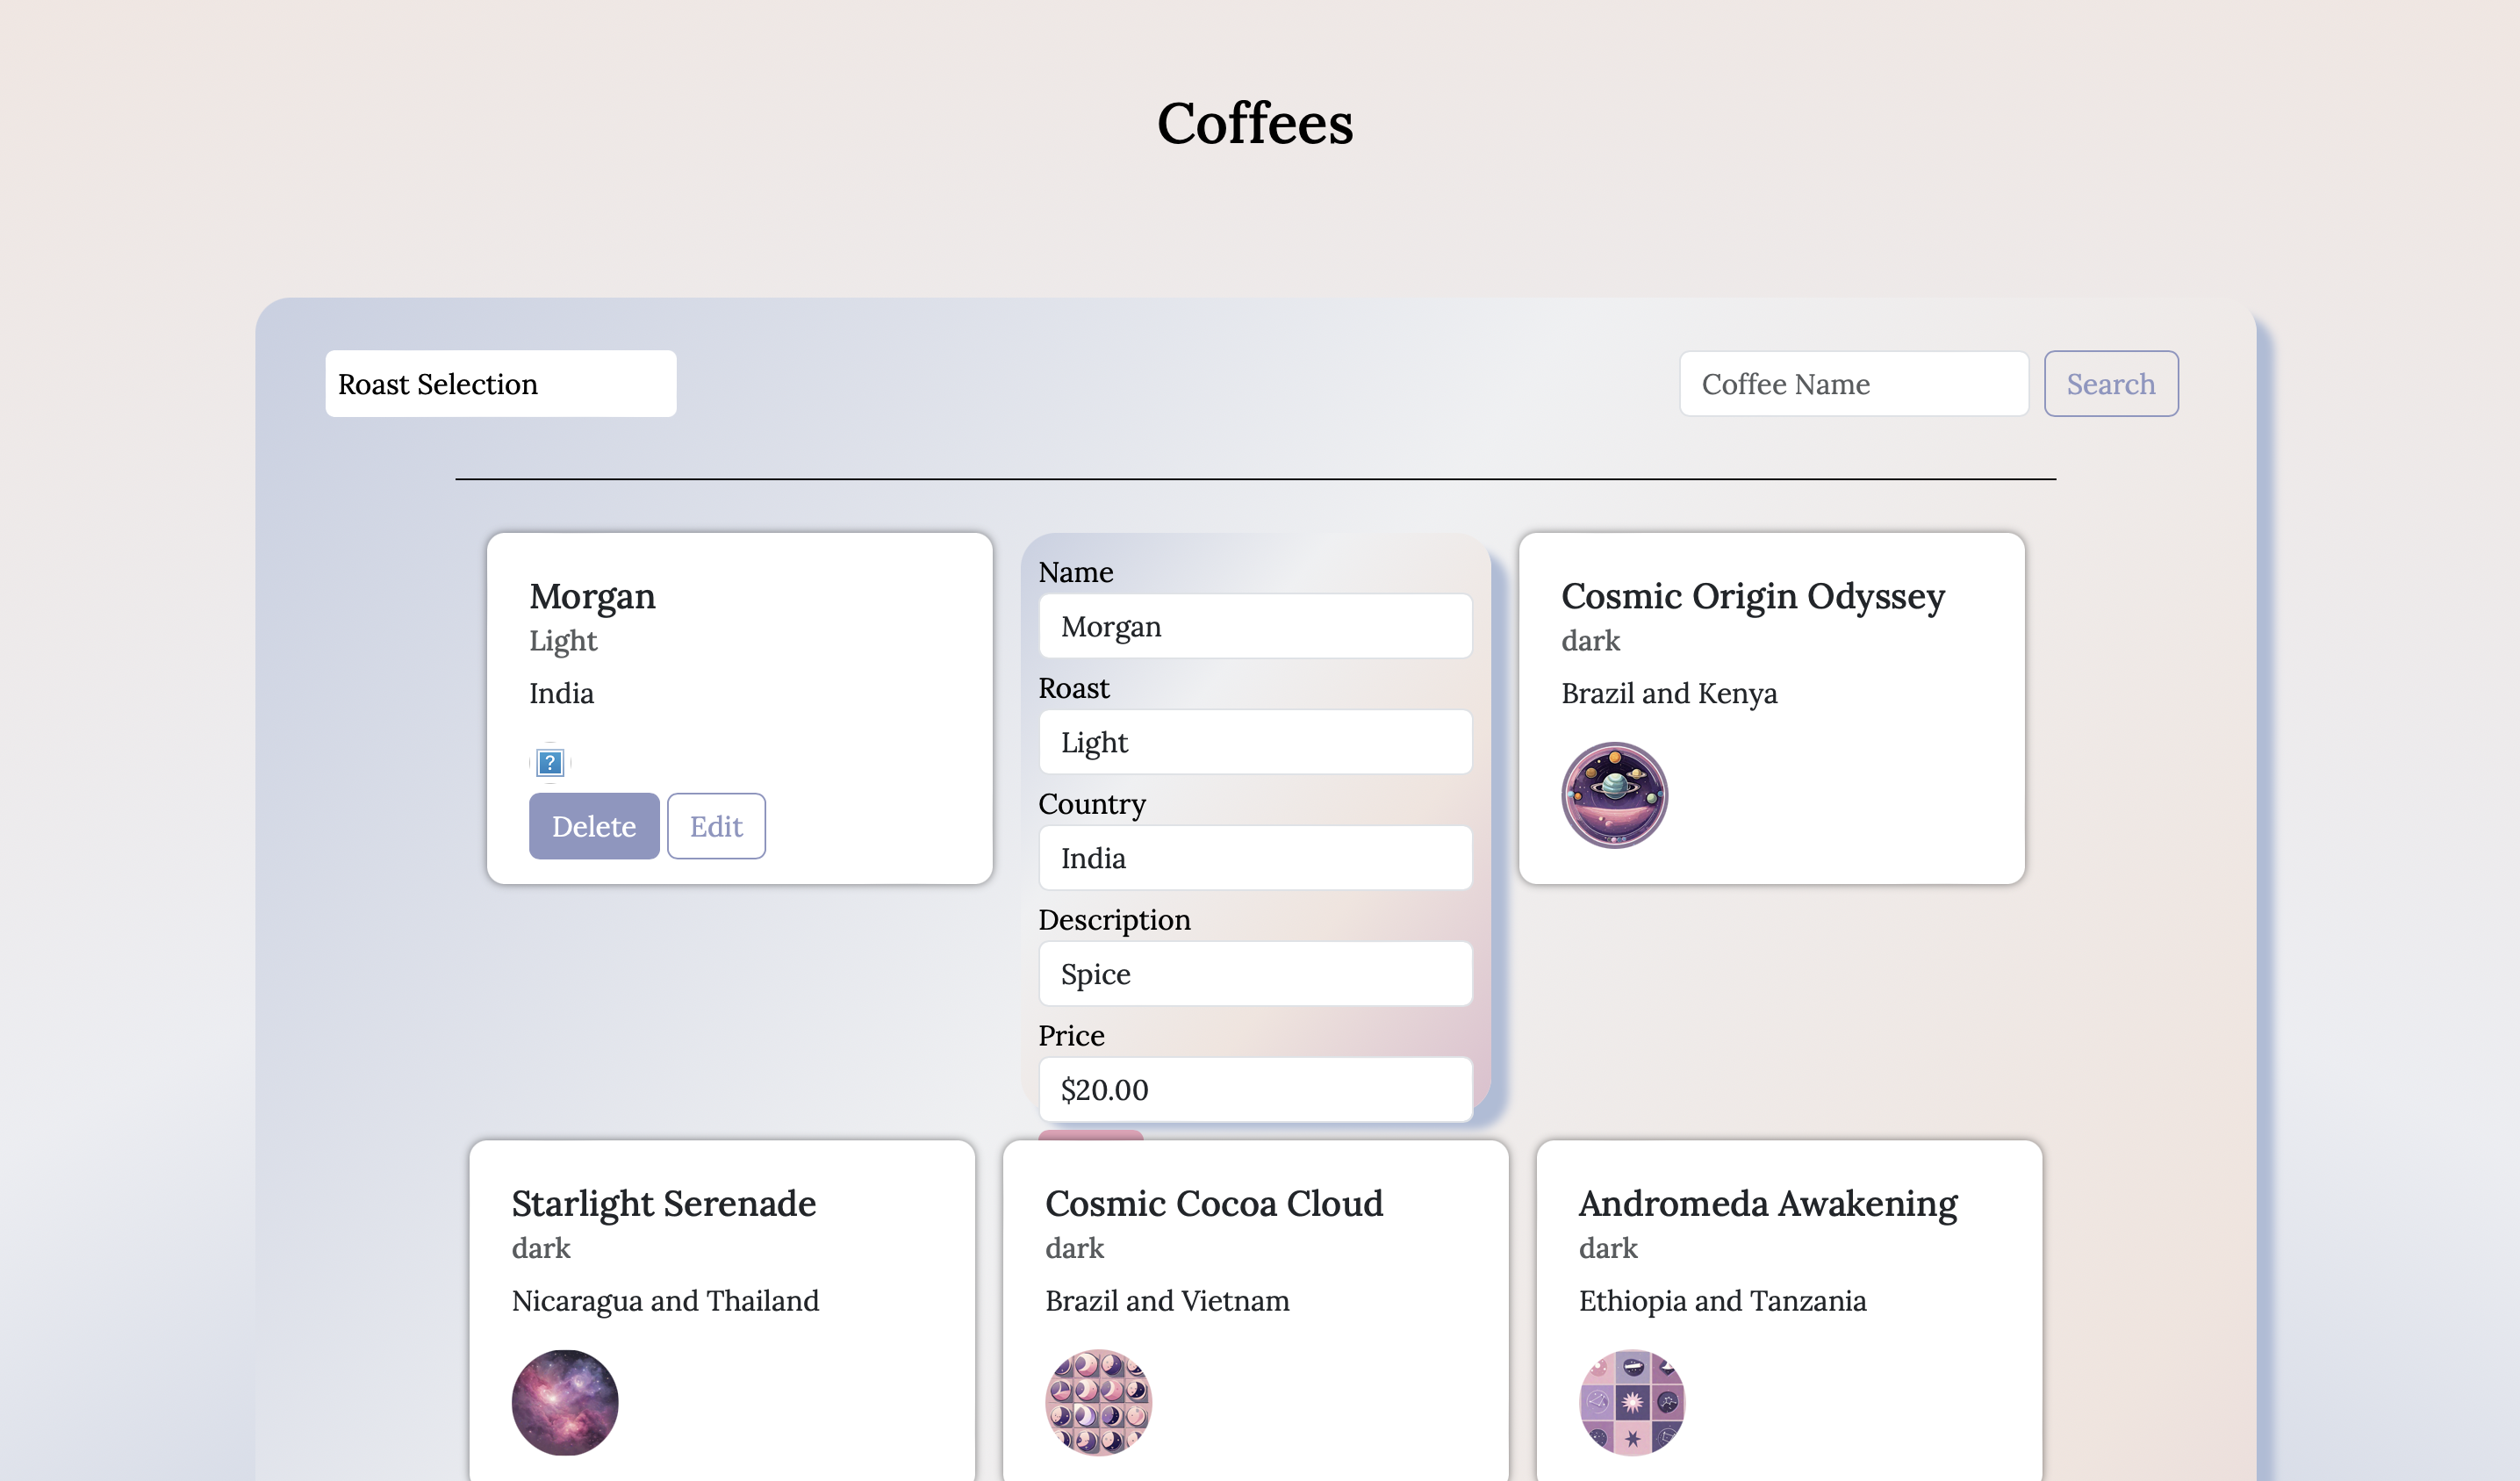 Coffees
Roast Selection
Coffee Name
Search
Morgan
Light
India
?
Delete
Edit
Name
Morgan
Roast
Light
Country
India
Description
Spice
Price
$20.00
Cosmic Origin Odyssey
dark
Brazil and Kenya
Starlight Serenade
dark
Nicaragua and Thailand
Cosmic Cocoa Cloud
dark
Brazil and Vietnam
Andromeda Awakening
dark
Ethiopia and Tanzania